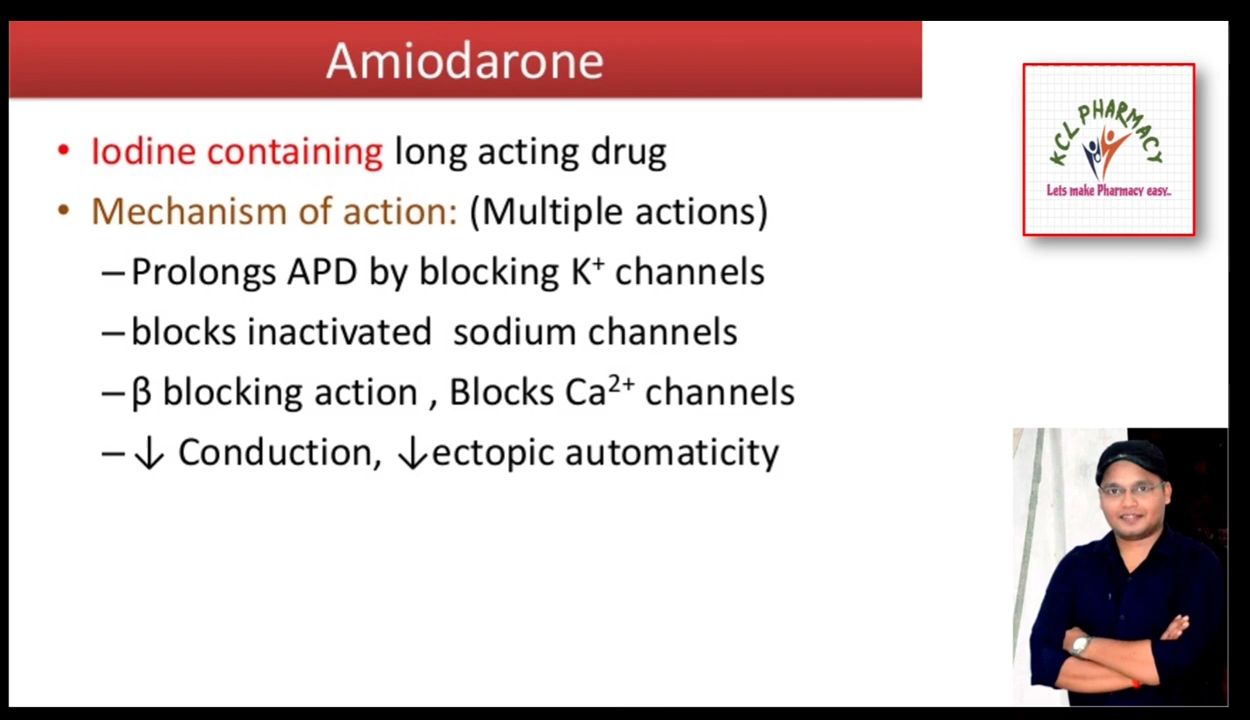 Amiodarone
• Iodine containing long acting drug
• Mechanism of action: (Multiple actions)
–Prolongs APD by blocking K⁺ channels
–blocks inactivated sodium channels
–β blocking action , Blocks Ca²⁺ channels
–↓ Conduction, ↓ectopic automaticity
KCL PHARMACY
Lets make Pharmacy easy..